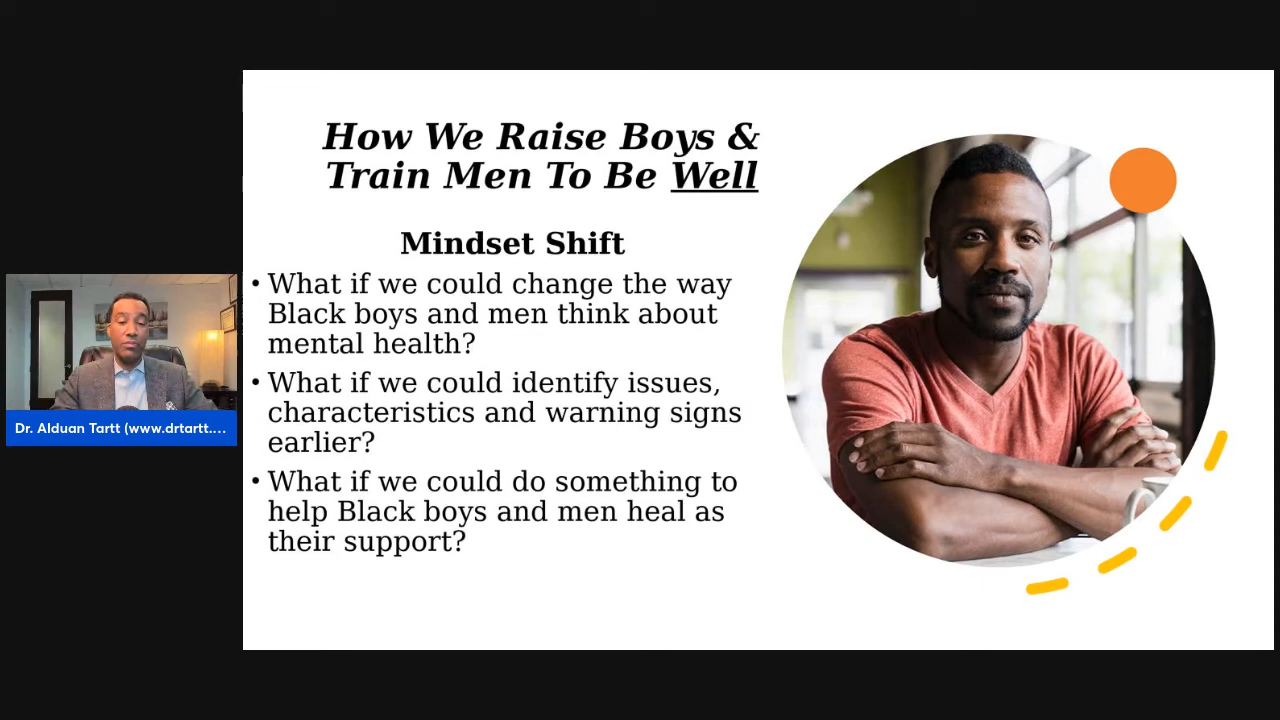 How We Raise Boys &
Train Men To Be Well
Mindset Shift
• What if we could change the way
Black boys and men think about
mental health?
• What if we could identify issues,
characteristics and warning signs
earlier?
• What if we could do something to
help Black boys and men heal as
their support?
Dr. Alduan Tartt (www.drtartt....